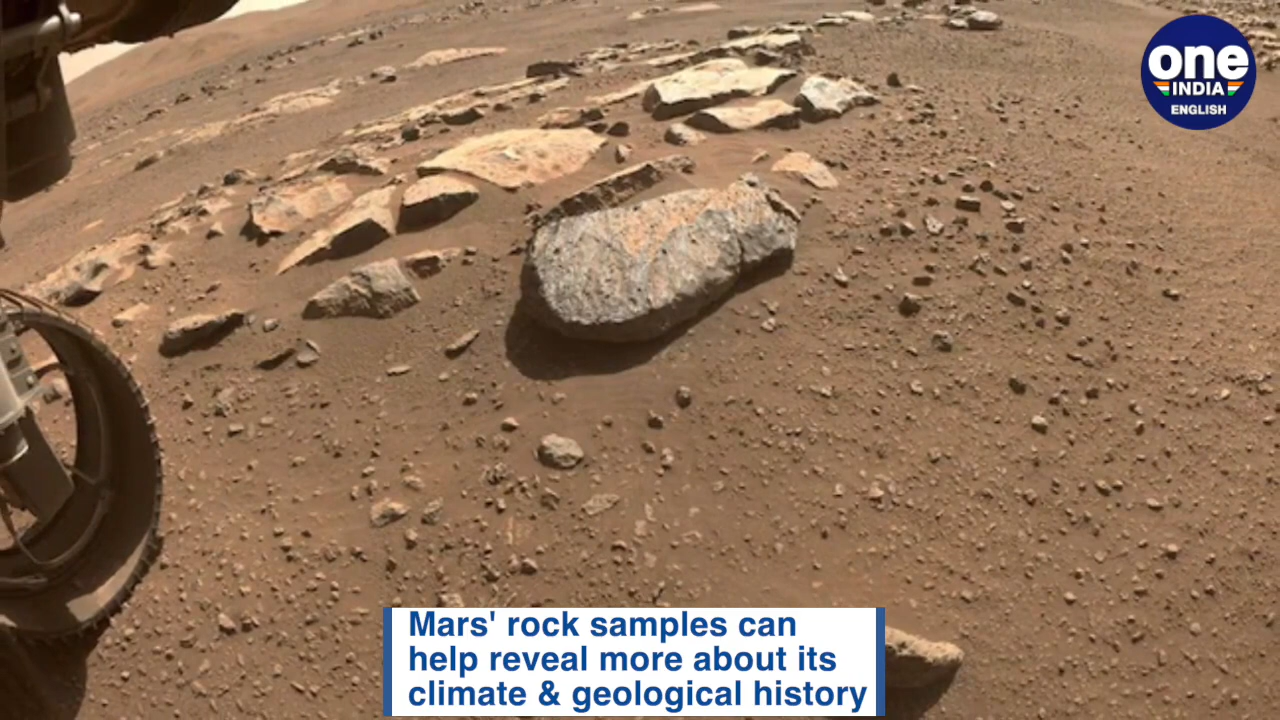 one
INDIA
ENGLISH
Mars' rock samples can
help reveal more about its
climate & geological history